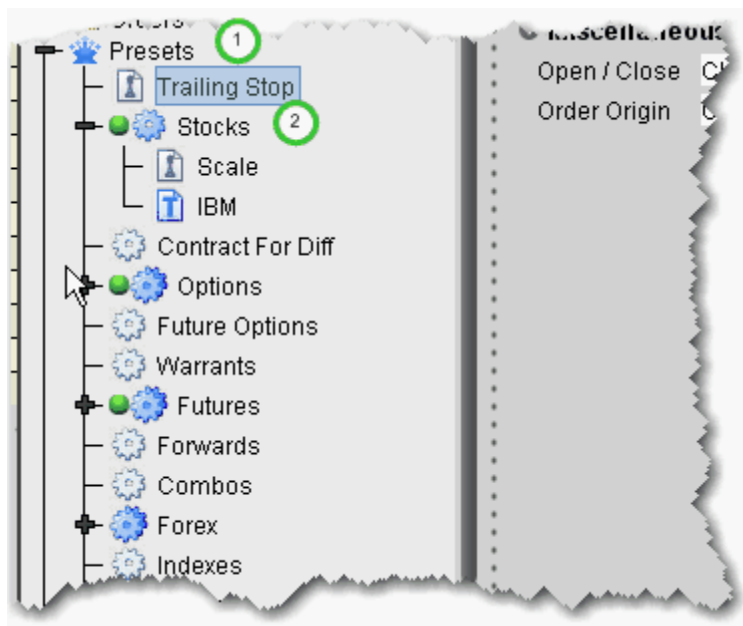 Presets 1
Trailing Stop
Stocks 2
Scale
IBM
Contract For Diff
Options
Future Options
Warrants
Futures
Forwards
Combos
Forex
Indexes
Miscellaneous
Open / Close
Order Origin